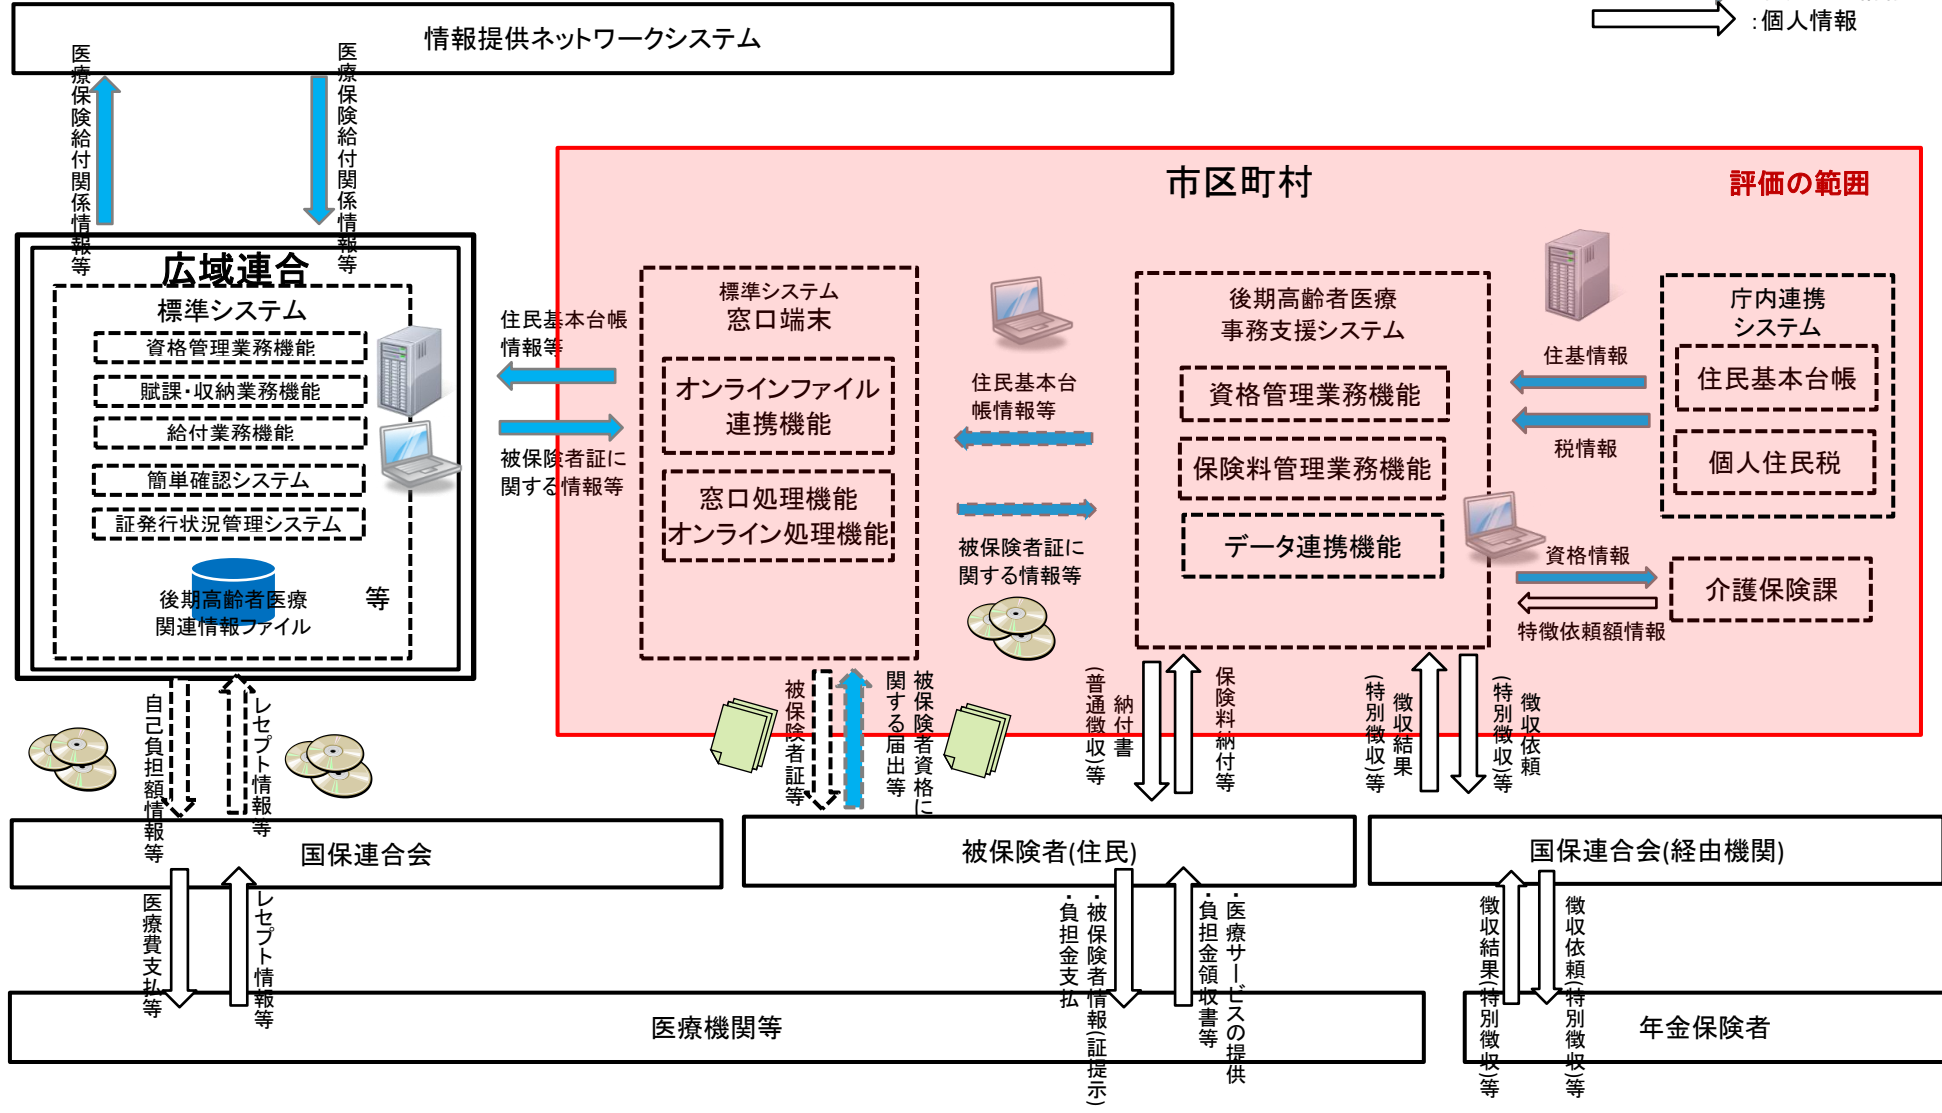 情報提供ネットワークシステム
:個人情報
医療保険給付関係情報等
医療保険給付関係情報等
市区町村
評価の範囲
広域連合
標準システム
資格管理業務機能
賦課・収納業務機能
給付業務機能
簡単確認システム
証発行状況管理システム
後期高齢者医療
関連情報ファイル
等
住民基本台帳
情報等
被保険者証に
関する情報等
標準システム
窓口端末
オンラインファイル
連携機能
窓口処理機能
オンライン処理機能
住民基本台
帳情報等
被保険者証に
関する情報等
後期高齢者医療
事務支援システム
資格管理業務機能
保険料管理業務機能
データ連携機能
住基情報
税情報
庁内連携
システム
住民基本台帳
個人住民税
資格情報
特徴依頼額情報
介護保険課
自己負担額情報等
レセプト情報等
被保険者証等
被保険者資格に
関する届出等
納付書
(普通徴収)等
保険料納付等
徴収結果
(特別徴収)等
徴収依頼
(特別徴収)等
国保連合会
被保険者(住民)
国保連合会(経由機関)
医療費支払等
レセプト情報等
・被保険者情報(証提示)
・負担金支払
・医療サービスの提供
・負担金領収書等
徴収結果(特別徴収)等
徴収依頼(特別徴収)等
医療機関等
年金保険者